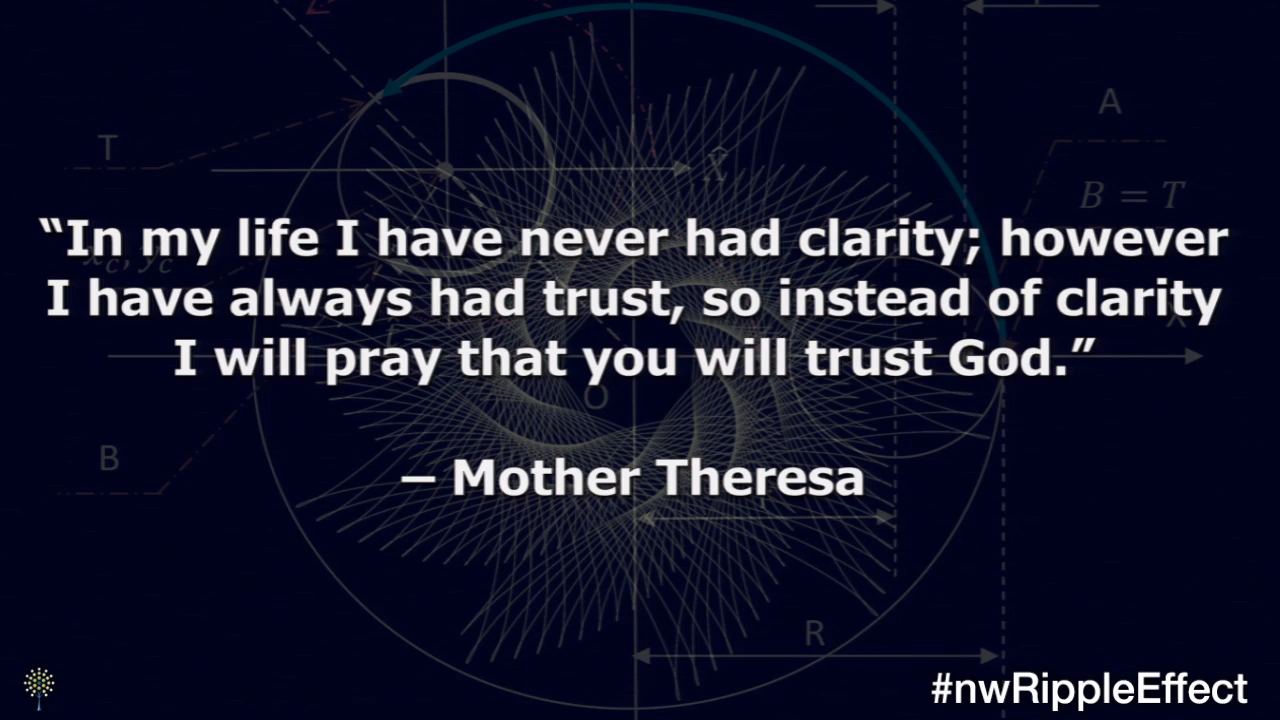 A
T
X̂
B = T
“In my life I have never had clarity; however
I have always had trust, so instead of clarity
I will pray that you will trust God.”
O
B
– Mother Theresa
R
#nwRippleEffect